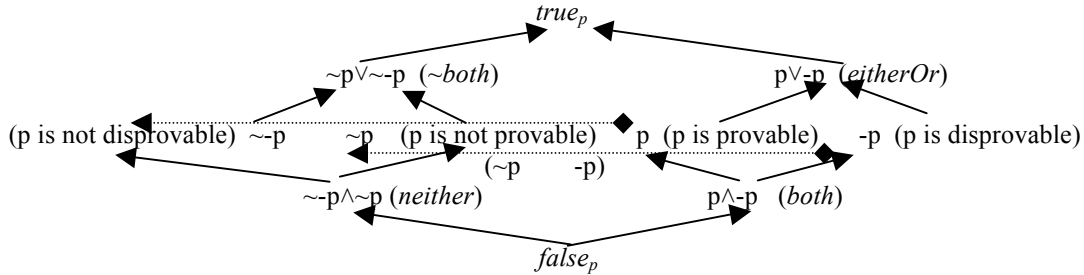 true_p
~p∨~-p (~both) p∨-p (eitherOr)
(p is not disprovable) ~-p ~p (p is not provable) p (p is provable) -p (p is disprovable)
(~p -p)
~-p∧~p (neither) p∧-p (both)
false_p